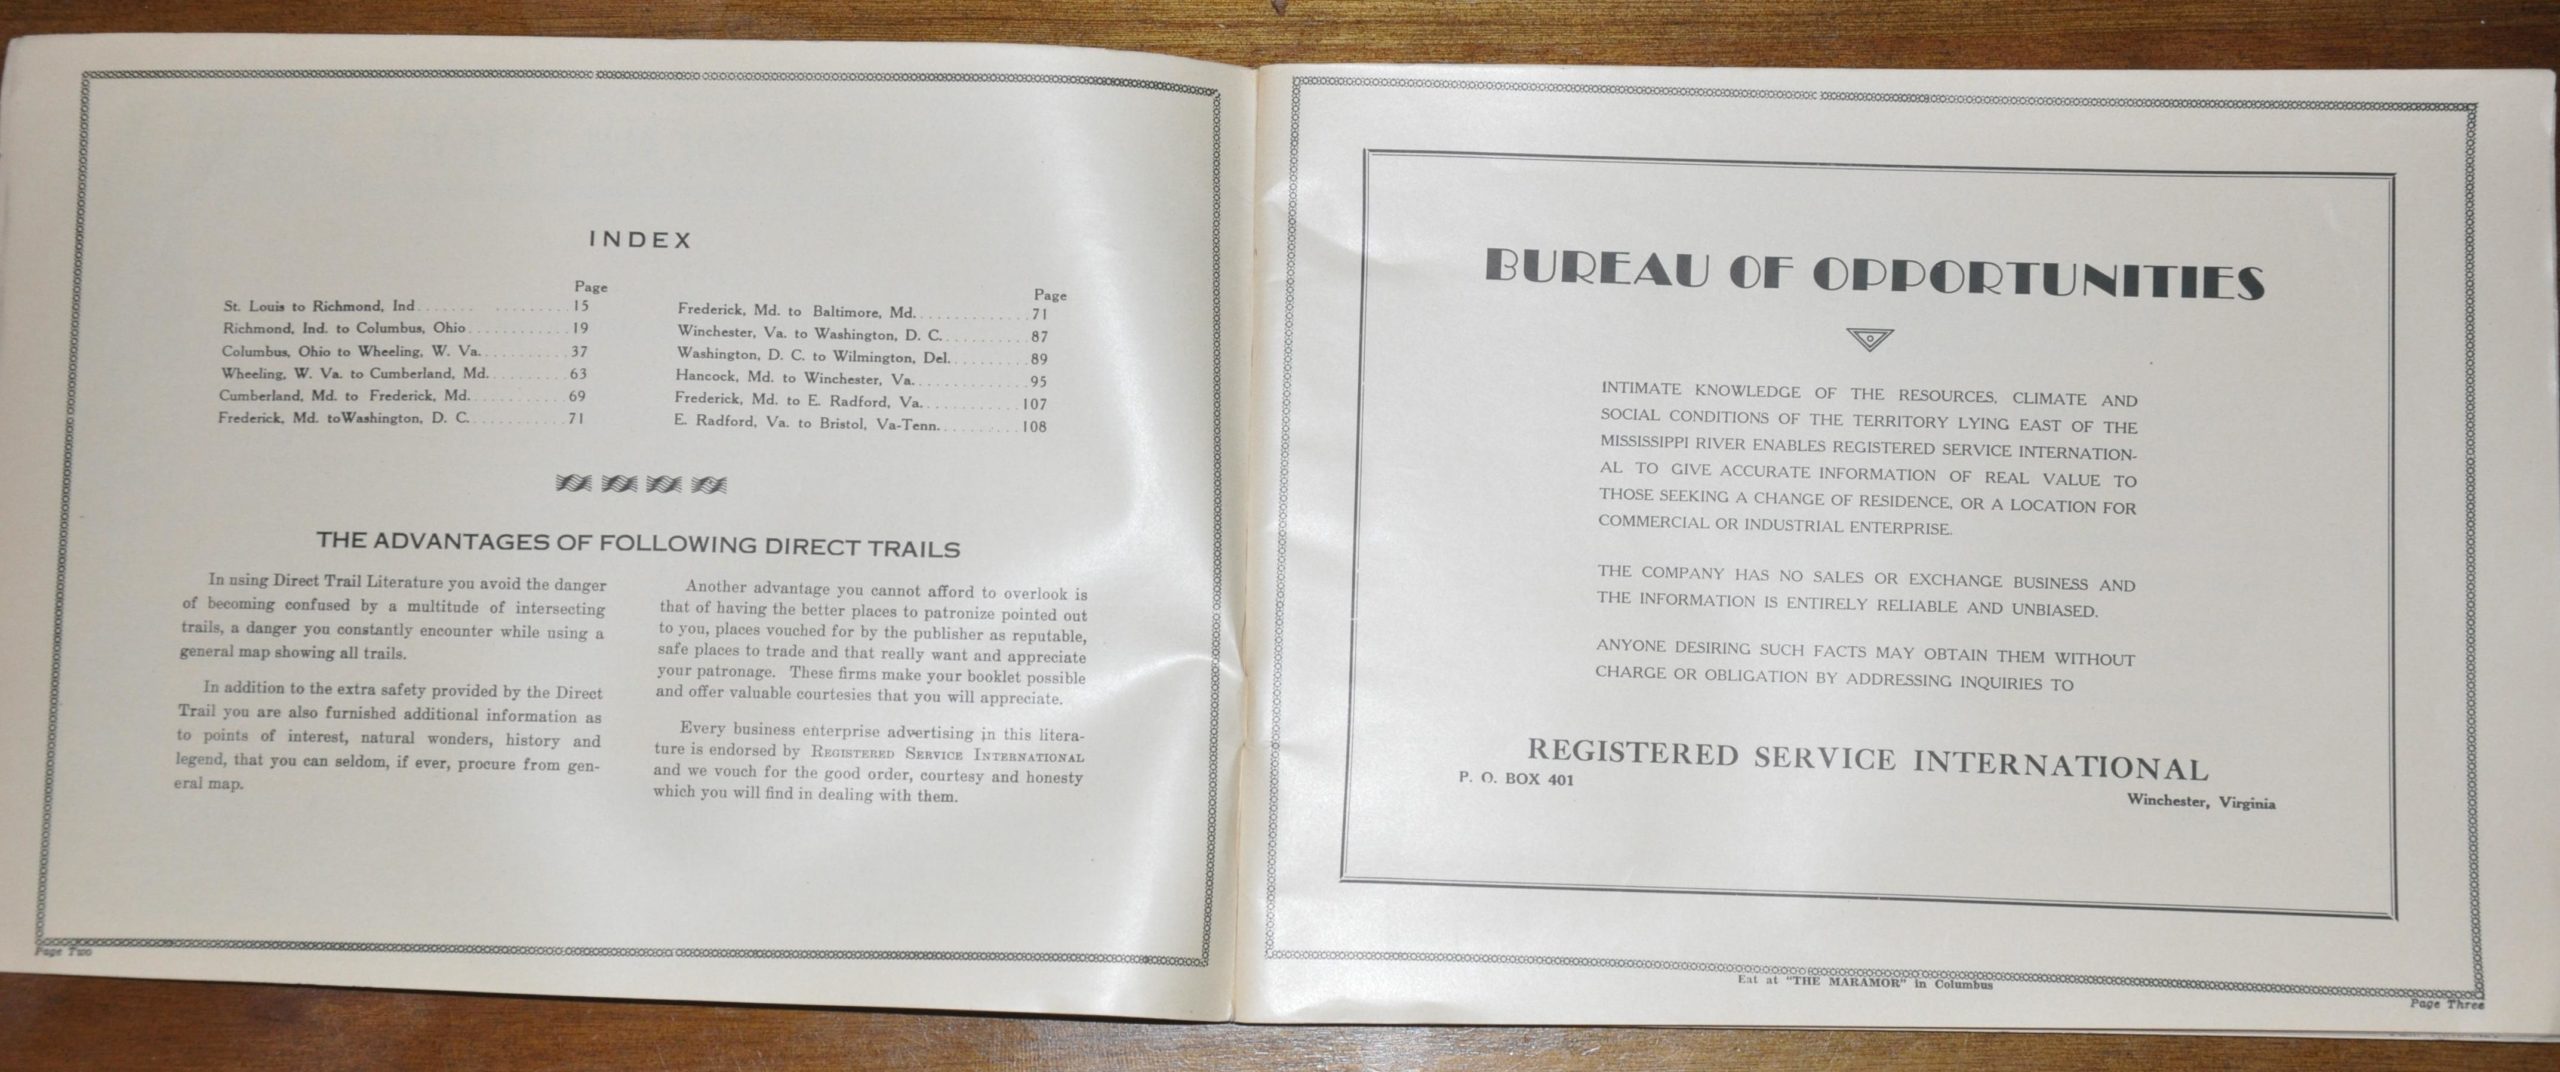 INDEX
Page
St. Louis to Richmond, Ind. . . . . . . . . . . . . . . . 15
Richmond, Ind. to Columbus, Ohio . . . . . . . . . . . 19
Columbus, Ohio to Wheeling, W. Va. . . . . . . . . . 37
Wheeling, W. Va. to Cumberland, Md. . . . . . . . . 63
Cumberland, Md. to Frederick, Md. . . . . . . . . . . 69
Frederick, Md. toWashington, D. C. . . . . . . . . . . 71
Page
Frederick, Md. to Baltimore, Md. . . . . . . . . . . . . 71
Winchester, Va. to Washington, D. C. . . . . . . . . . 87
Washington, D. C. to Wilmington, Del. . . . . . . . . 89
Hancock, Md. to Winchester, Va. . . . . . . . . . . . . 95
Frederick, Md. to E. Radford, Va. . . . . . . . . . . . 107
E. Radford, Va. to Bristol, Va-Tenn. . . . . . . . . . 108
THE ADVANTAGES OF FOLLOWING DIRECT TRAILS
In using Direct Trail Literature you avoid the danger
of becoming confused by a multitude of intersecting
trails, a danger you constantly encounter while using a
general map showing all trails.
In addition to the extra safety provided by the Direct
Trail you are also furnished additional information as
to points of interest, natural wonders, history and
legend, that you can seldom, if ever, procure from gen-
eral map.
Another advantage you cannot afford to overlook is
that of having the better places to patronize pointed out
to you, places vouched for by the publisher as reputable,
safe places to trade and that really want and appreciate
your patronage. These firms make your booklet possible
and offer valuable courtesies that you will appreciate.
Every business enterprise advertising in this litera-
ture is endorsed by REGISTERED SERVICE INTERNATIONAL
and we vouch for the good order, courtesy and honesty
which you will find in dealing with them.
Page Two
BUREAU OF OPPORTUNITIES
INTIMATE KNOWLEDGE OF THE RESOURCES, CLIMATE AND
SOCIAL CONDITIONS OF THE TERRITORY LYING EAST OF THE
MISSISSIPPI RIVER ENABLES REGISTERED SERVICE INTERNATION-
AL TO GIVE ACCURATE INFORMATION OF REAL VALUE TO
THOSE SEEKING A CHANGE OF RESIDENCE, OR A LOCATION FOR
COMMERCIAL OR INDUSTRIAL ENTERPRISE.
THE COMPANY HAS NO SALES OR EXCHANGE BUSINESS AND
THE INFORMATION IS ENTIRELY RELIABLE AND UNBIASED.
ANYONE DESIRING SUCH FACTS MAY OBTAIN THEM WITHOUT
CHARGE OR OBLIGATION BY ADDRESSING INQUIRIES TO
REGISTERED SERVICE INTERNATIONAL
P. O. BOX 401
Winchester, Virginia
Eat at "THE MARAMOR" in Columbus
Page Three